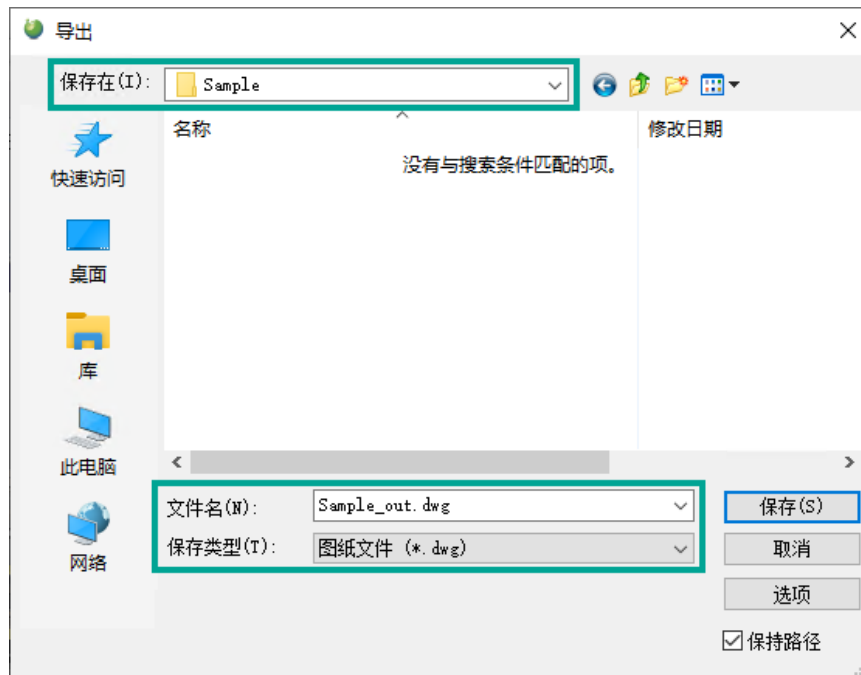 导出
保存在(I):
Sample
名称
修改日期
没有与搜索条件匹配的项。
快速访问
桌面
库
此电脑
网络
文件名(N):
Sample_out.dwg
保存(S)
保存类型(T):
图纸文件 (*.dwg)
取消
选项
保持路径